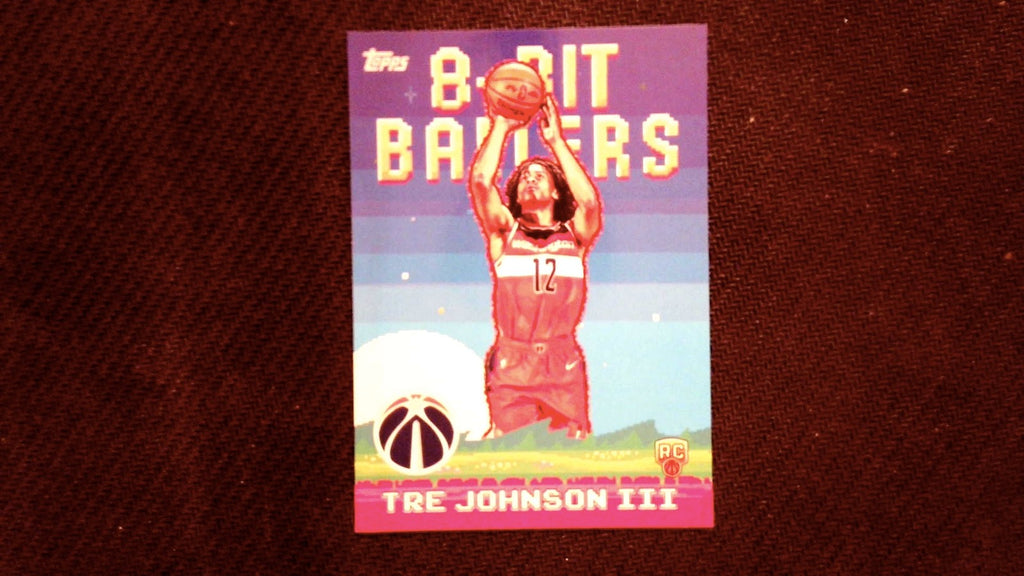 Topps
8-BIT
BALLERS
12
RC
TRE JOHNSON III